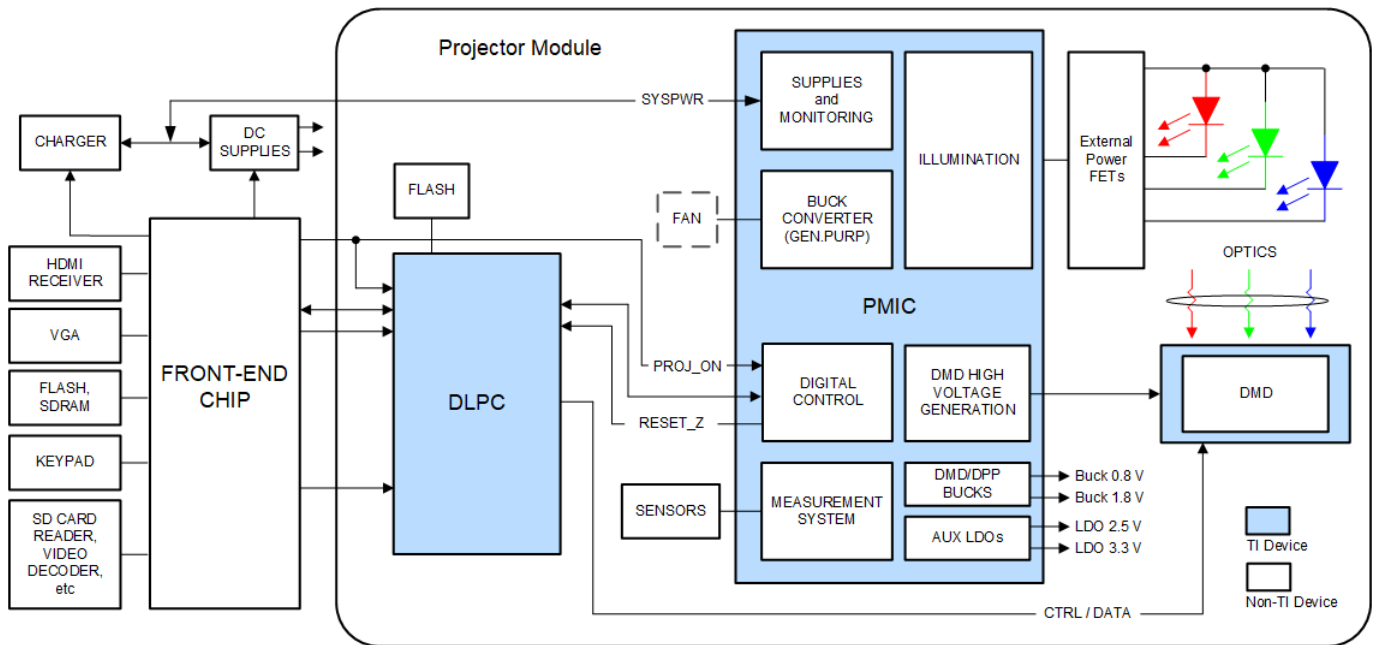 Projector Module
SYSPWR
CHARGER
DC
SUPPLIES
FLASH
FRONT-END
CHIP
HDMI
RECEIVER
VGA
FLASH,
SDRAM
KEYPAD
SD CARD
READER,
VIDEO
DECODER,
etc
DLPC
FAN
PROJ_ON
RESET_Z
SENSORS
SUPPLIES
and
MONITORING
BUCK
CONVERTER
(GEN.PURP)
ILLUMINATION
PMIC
DIGITAL
CONTROL
DMD HIGH
VOLTAGE
GENERATION
MEASUREMENT
SYSTEM
DMD/DPP
BUCKS
AUX LDOs
Buck 0.8 V
Buck 1.8 V
LDO 2.5 V
LDO 3.3 V
CTRL / DATA
External
Power
FETs
OPTICS
DMD
TI Device
Non-TI Device